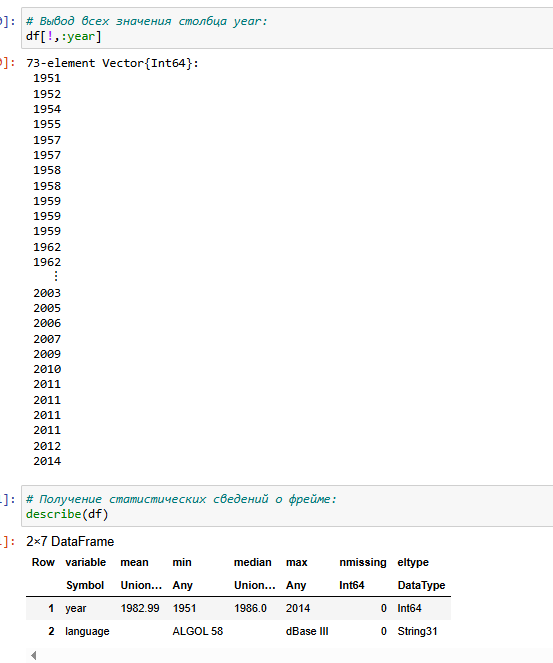 ]: # Вывод всех значения столбца year:
df[!,:year]
]: 73-element Vector{Int64}:
1951
1952
1954
1955
1957
1957
1958
1958
1959
1959
1959
1962
1962
⋮
2003
2005
2006
2007
2009
2010
2011
2011
2011
2011
2012
2014
]: # Получение статистических сведений о фрейме:
describe(df)
]: 2×7 DataFrame
Row variable mean min median max nmissing eltype
Symbol Union… Any Union… Any Int64 DataType
1 year 1982.99 1951 1986.0 2014 0 Int64
2 language ALGOL 58 dBase III 0 String31